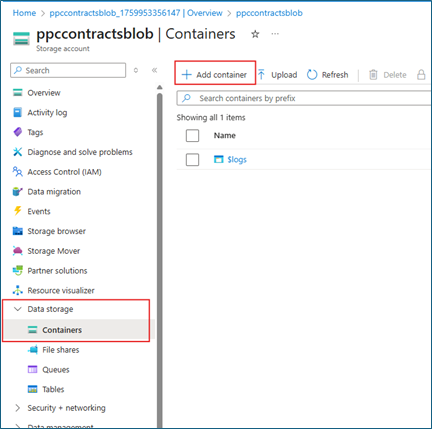 Home > ppccontractsblob_1759953356147 | Overview > ppccontractsblob
ppccontractsblob | Containers
Storage account
Search
Overview
Activity log
Tags
Diagnose and solve problems
Access Control (IAM)
Data migration
Events
Storage browser
Storage Mover
Partner solutions
Resource visualizer
Data storage
Containers
File shares
Queues
Tables
Security + networking
Data management
Add container
Upload
Refresh
Delete
Search containers by prefix
Showing all 1 items
Name
$logs